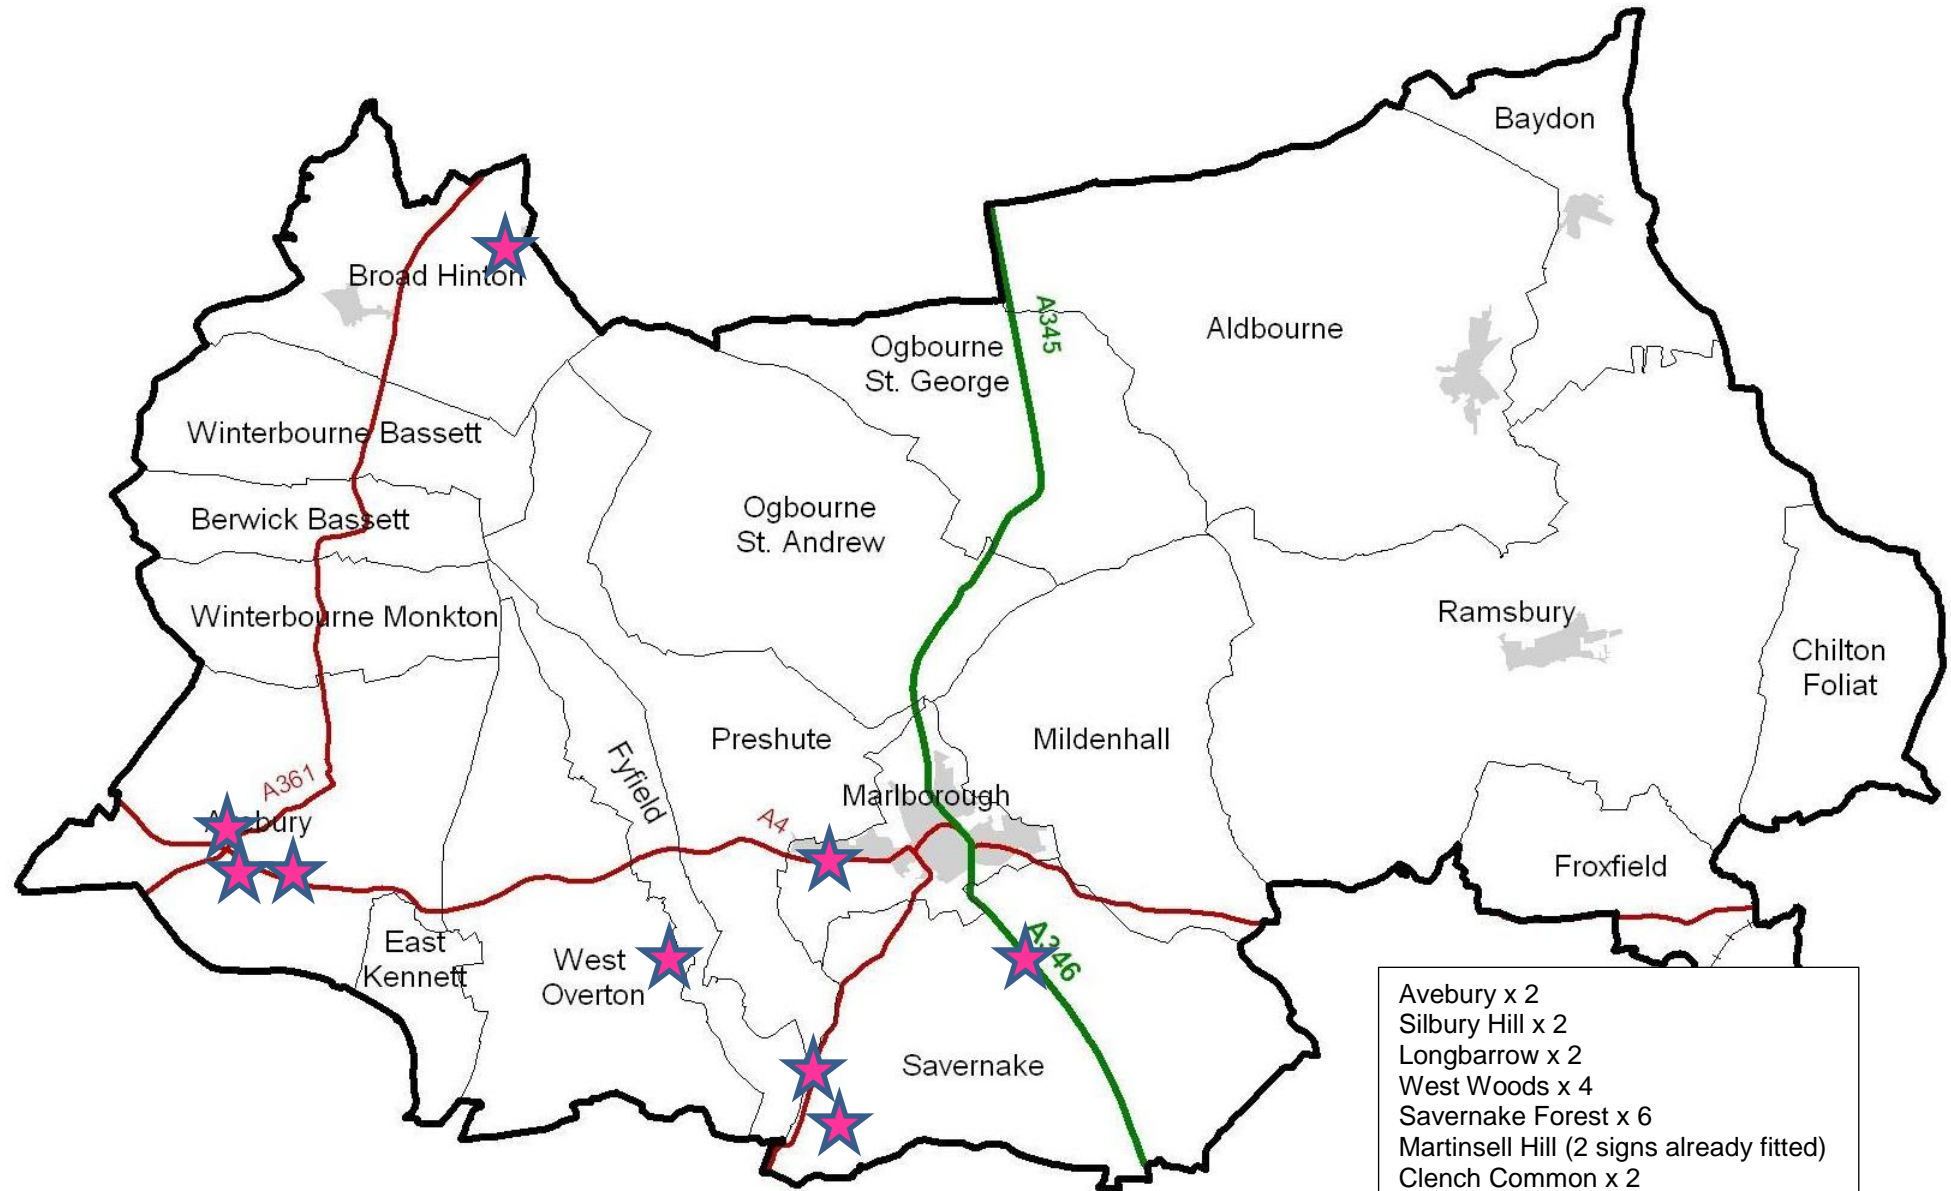 Baydon
Broad Hinton
A345
Aldbourne
Ogbourne
St. George
Winterbourne Bassett
Berwick Bassett
Ogbourne
St. Andrew
Winterbourne Monkton
Ramsbury
Chilton
Foliat
Preshute
Mildenhall
Fyfield
A361
Marlborough
A4
Froxfield
East
Kennett
West
Overton
A346
Savernake
Avebury x 2
Silbury Hill x 2
Longbarrow x 2
West Woods x 4
Savernake Forest x 6
Martinsell Hill (2 signs already fitted)
Clench Common x 2